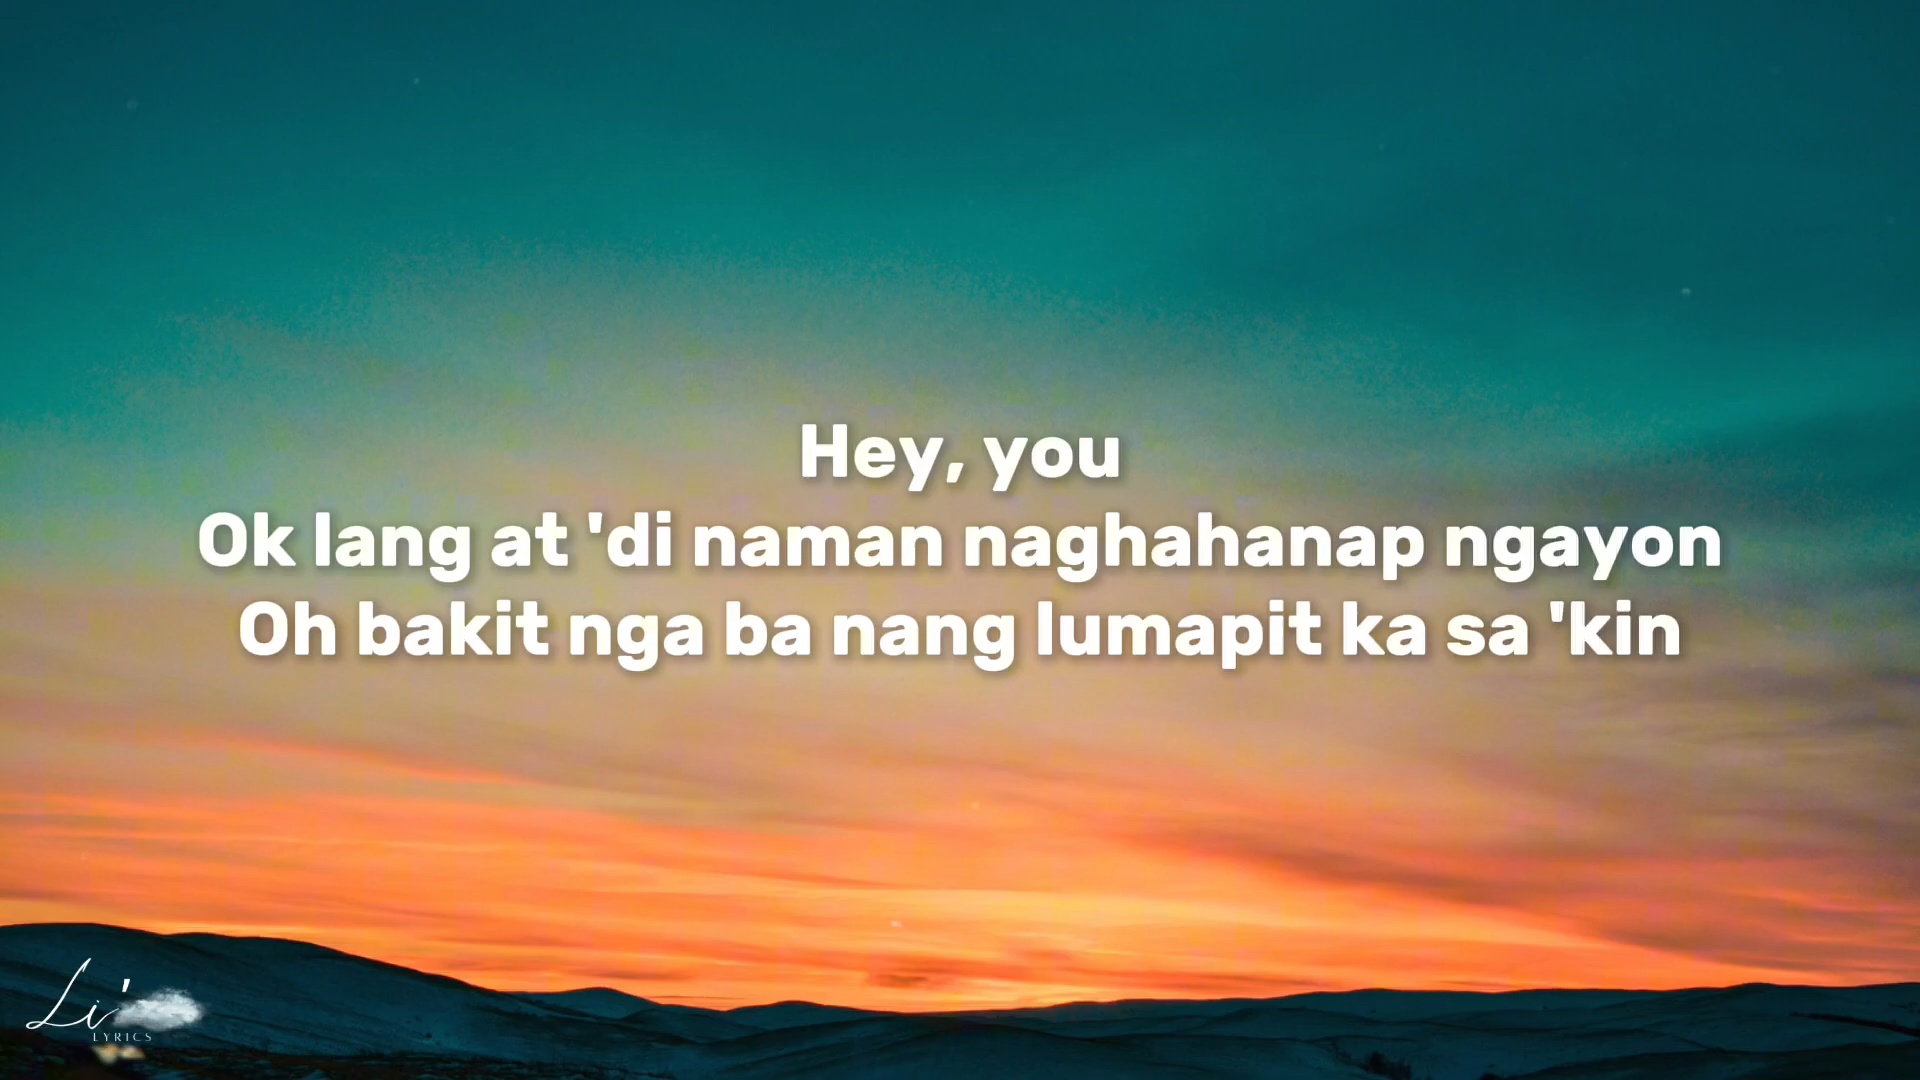 Hey, you
Ok lang at 'di naman naghahanap ngayon
Oh bakit nga ba nang lumapit ka sa 'kin
Li'
LYRICS